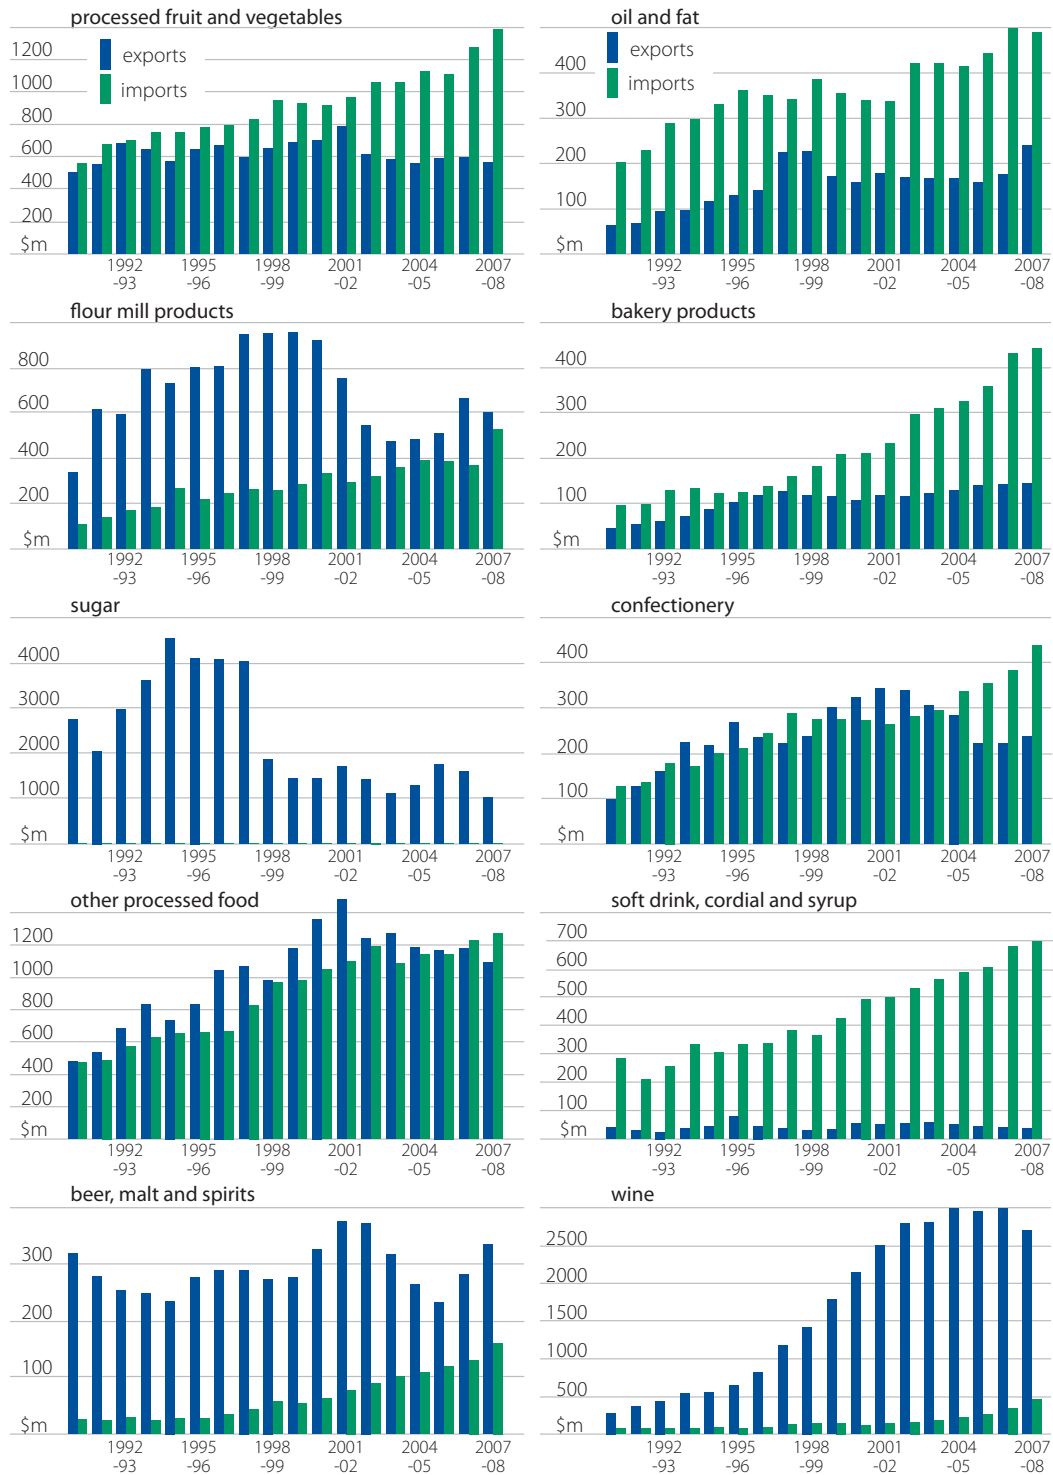 processed fruit and vegetables
exports
imports
1200
1000
800
600
400
200
$m
1992 1995 1998 2001 2004 2007
-93 -96 -99 -02 -05 -08
oil and fat
exports
imports
400
300
200
100
$m
1992 1995 1998 2001 2004 2007
-93 -96 -99 -02 -05 -08
flour mill products
800
600
400
200
$m
1992 1995 1998 2001 2004 2007
-93 -96 -99 -02 -05 -08
bakery products
400
300
200
100
$m
1992 1995 1998 2001 2004 2007
-93 -96 -99 -02 -05 -08
sugar
4000
3000
2000
1000
$m
1992 1995 1998 2001 2004 2007
-93 -96 -99 -02 -05 -08
confectionery
400
300
200
100
$m
1992 1995 1998 2001 2004 2007
-93 -96 -99 -02 -05 -08
other processed food
1200
1000
800
600
400
200
$m
1992 1995 1998 2001 2004 2007
-93 -96 -99 -02 -05 -08
soft drink, cordial and syrup
700
600
500
400
300
200
100
$m
1992 1995 1998 2001 2004 2007
-93 -96 -99 -02 -05 -08
beer, malt and spirits
300
200
100
$m
1992 1995 1998 2001 2004 2007
-93 -96 -99 -02 -05 -08
wine
2500
2000
1500
1000
500
$m
1992 1995 1998 2001 2004 2007
-93 -96 -99 -02 -05 -08